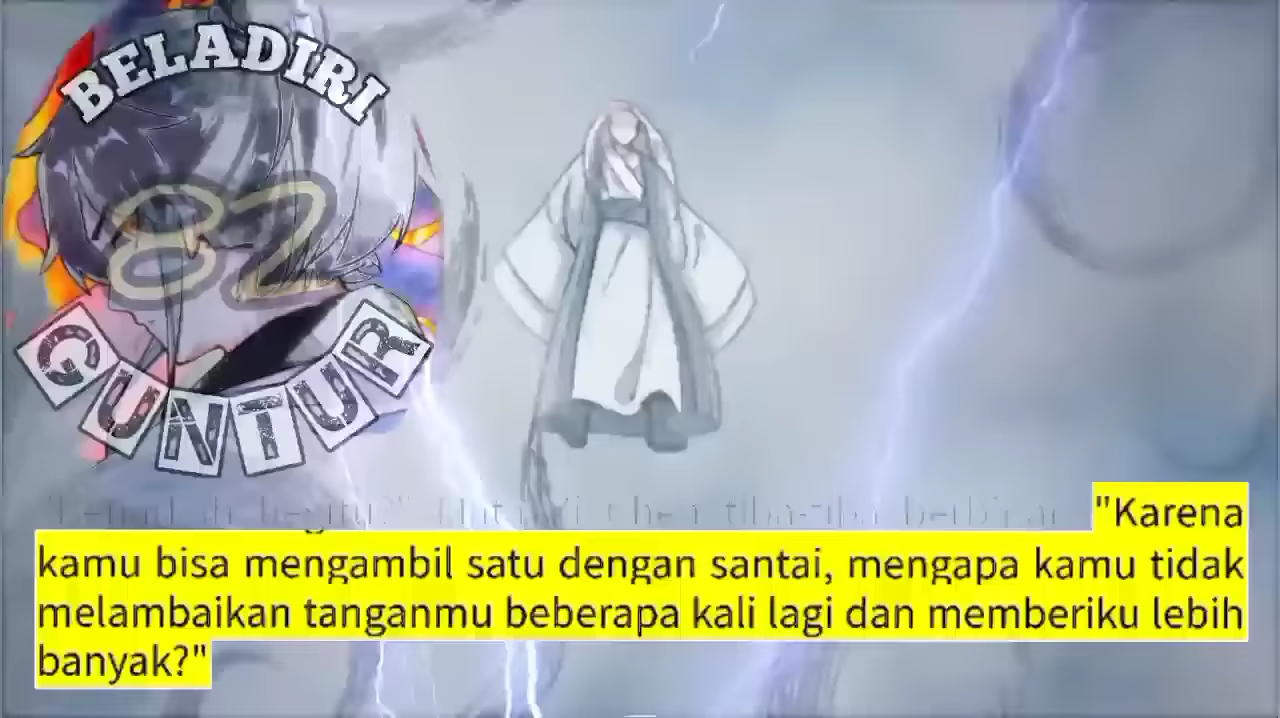 BELADIRI
82
GUNTUR
"Karena
kamu bisa mengambil satu dengan santai, mengapa kamu tidak
melambaikan tanganmu beberapa kali lagi dan memberiku lebih
banyak?"